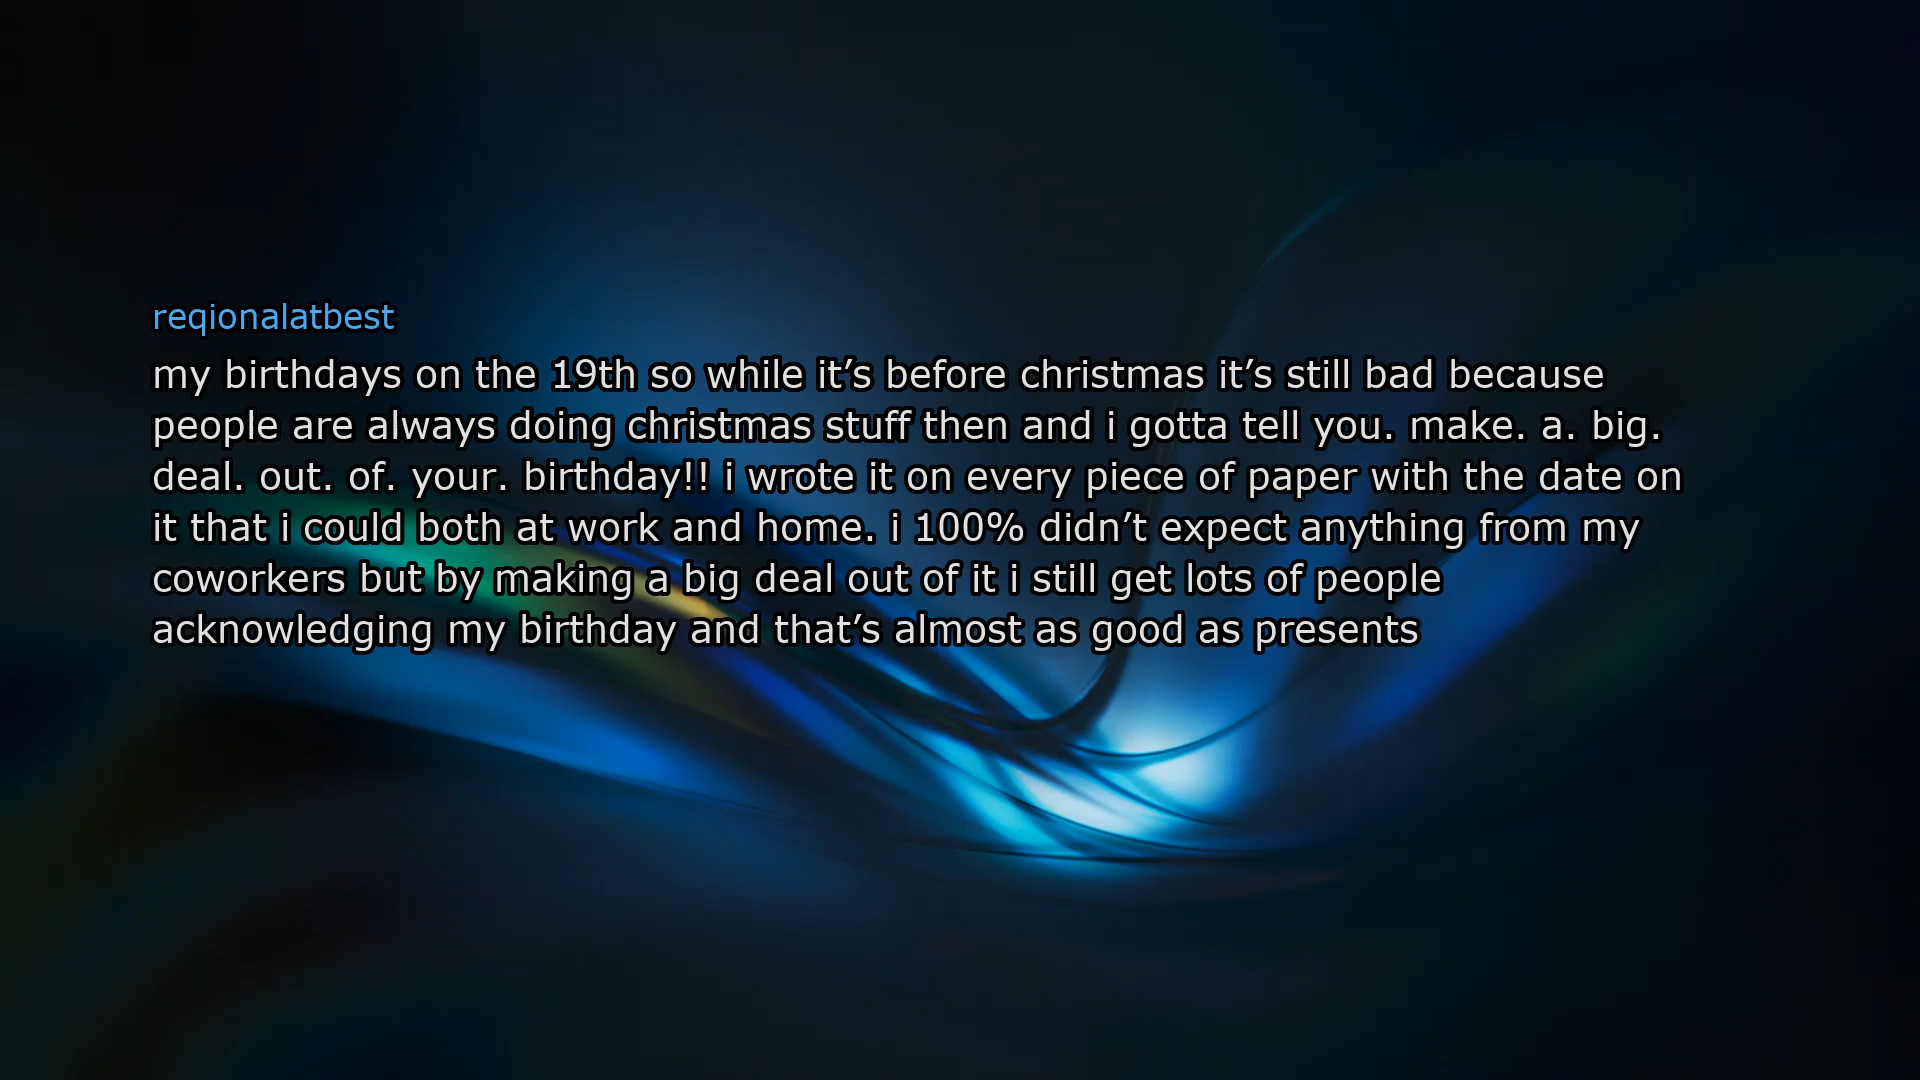 reqionalatbest
my birthdays on the 19th so while it’s before christmas it’s still bad because
people are always doing christmas stuff then and i gotta tell you. make. a. big.
deal. out. of. your. birthday!! i wrote it on every piece of paper with the date on
it that i could both at work and home. i 100% didn’t expect anything from my
coworkers but by making a big deal out of it i still get lots of people
acknowledging my birthday and that’s almost as good as presents